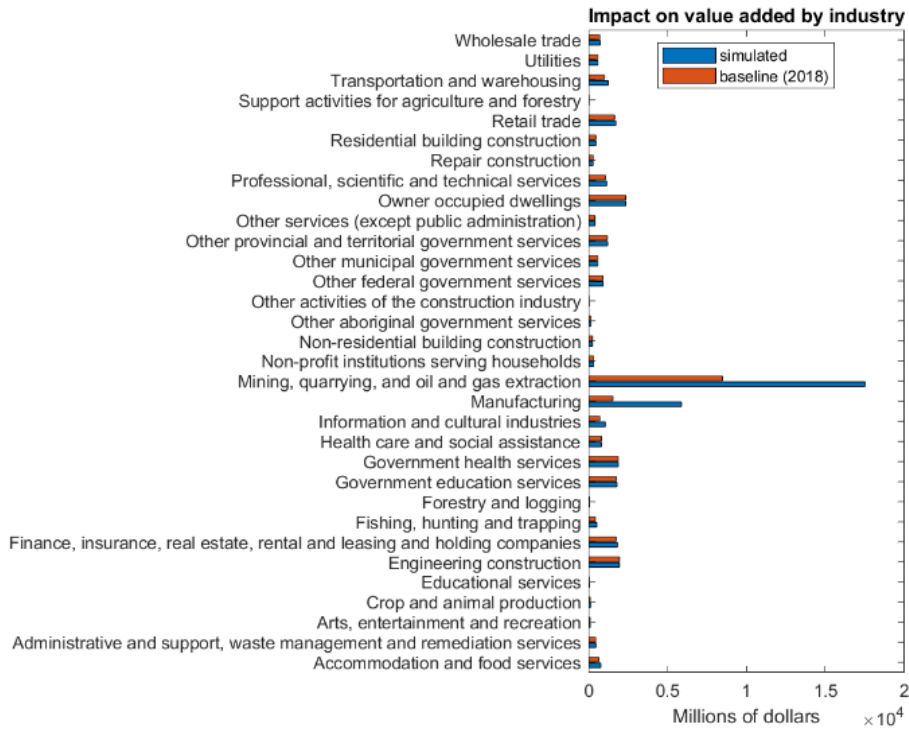 Impact on value added by industry
simulated
baseline (2018)
Wholesale trade
Utilities
Transportation and warehousing
Support activities for agriculture and forestry
Retail trade
Residential building construction
Repair construction
Professional, scientific and technical services
Owner occupied dwellings
Other services (except public administration)
Other provincial and territorial government services
Other municipal government services
Other federal government services
Other activities of the construction industry
Other aboriginal government services
Non-residential building construction
Non-profit institutions serving households
Mining, quarrying, and oil and gas extraction
Manufacturing
Information and cultural industries
Health care and social assistance
Government health services
Government education services
Forestry and logging
Fishing, hunting and trapping
Finance, insurance, real estate, rental and leasing and holding companies
Engineering construction
Educational services
Crop and animal production
Arts, entertainment and recreation
Administrative and support, waste management and remediation services
Accommodation and food services
0 0.5 1 1.5 2
Millions of dollars ×10⁴